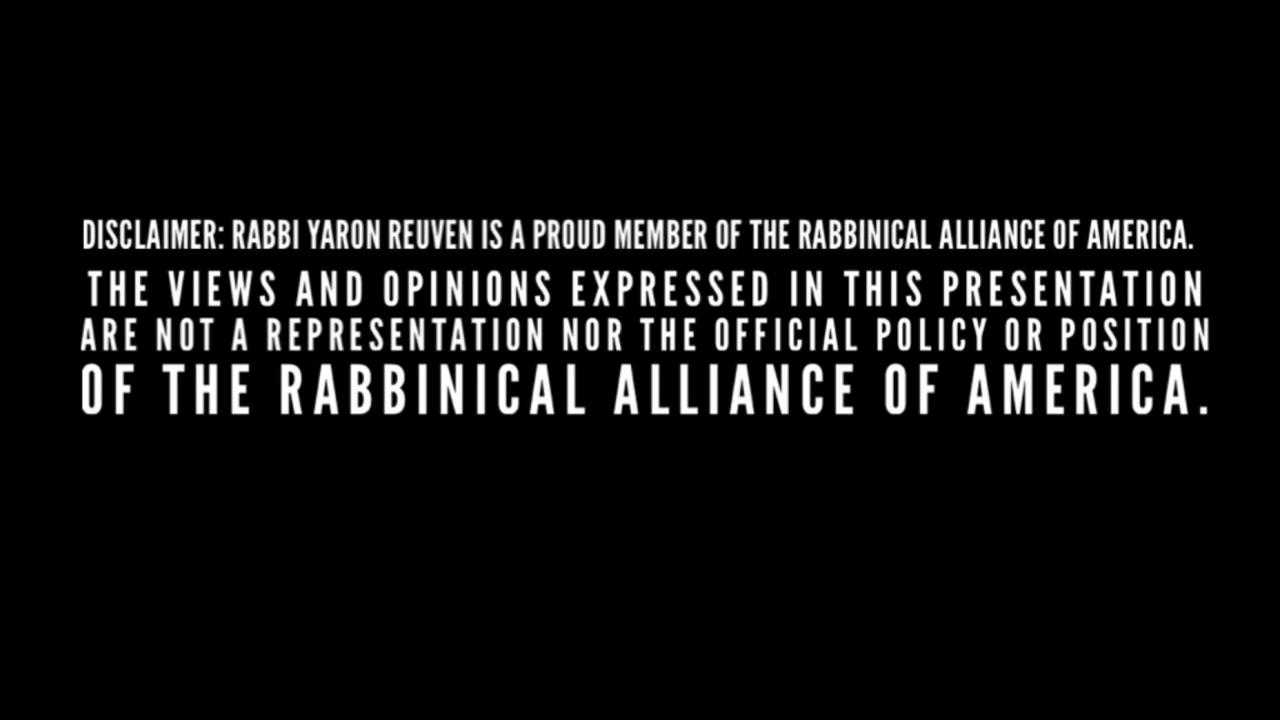 DISCLAIMER: RABBI YARON REUVEN IS A PROUD MEMBER OF THE RABBINICAL ALLIANCE OF AMERICA.
THE VIEWS AND OPINIONS EXPRESSED IN THIS PRESENTATION
ARE NOT A REPRESENTATION NOR THE OFFICIAL POLICY OR POSITION
OF THE RABBINICAL ALLIANCE OF AMERICA.